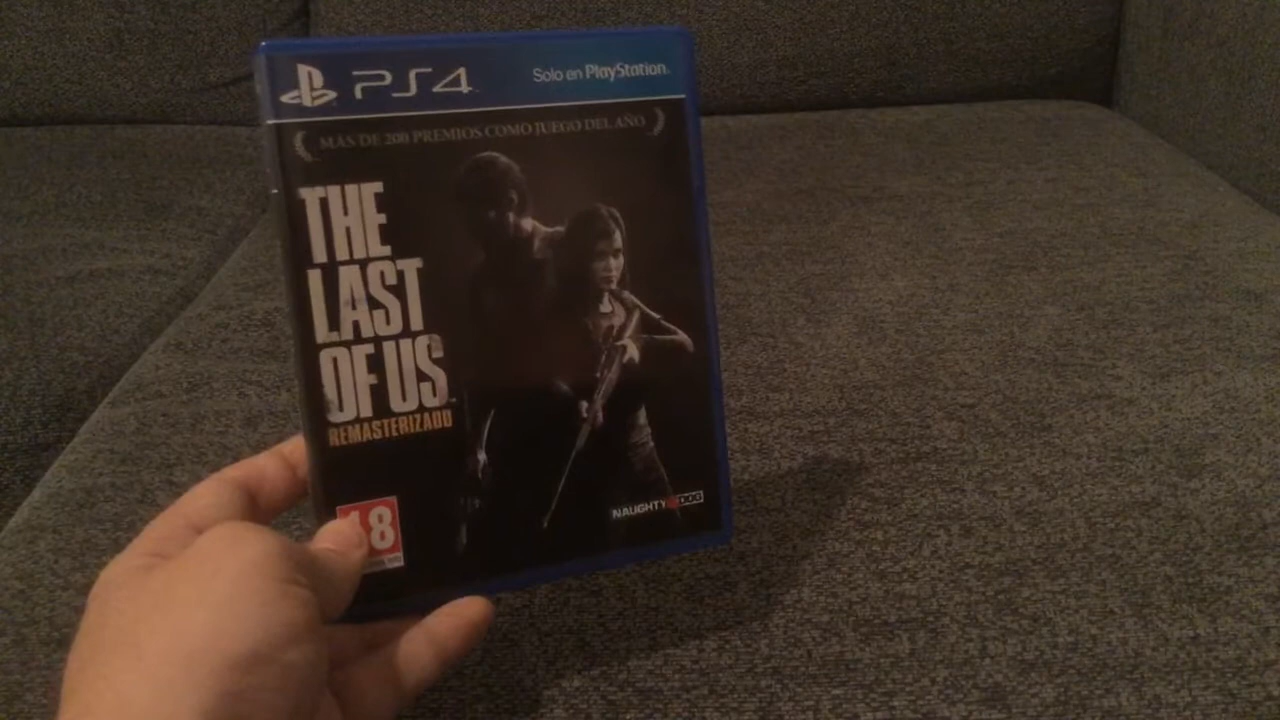 PS4
Solo en PlayStation
MÁS DE 200 PREMIOS COMO JUEGO DEL AÑO
THE
LAST
OF US
REMASTERIZADO
18
NAUGHTY DOG